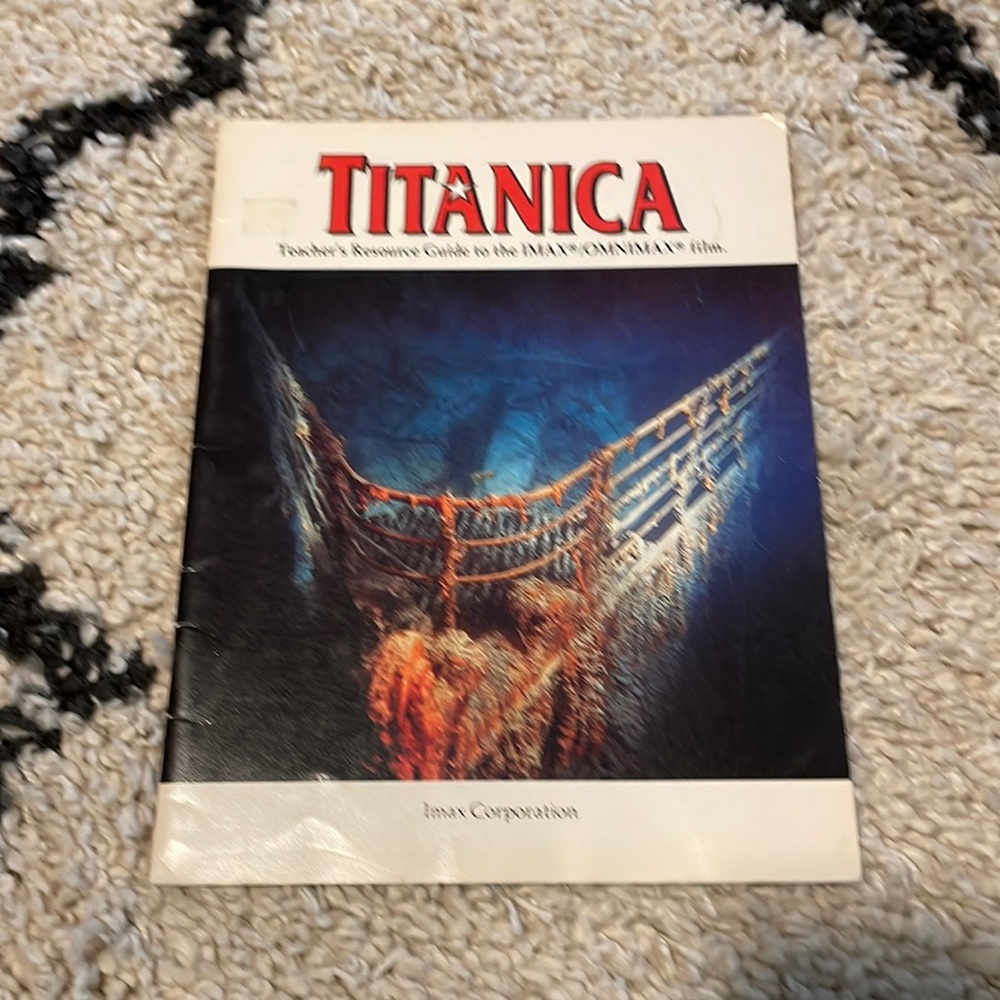 TITANICA
Teacher's Resource Guide to the IMAX®/OMNIMAX® film.
Imax Corporation